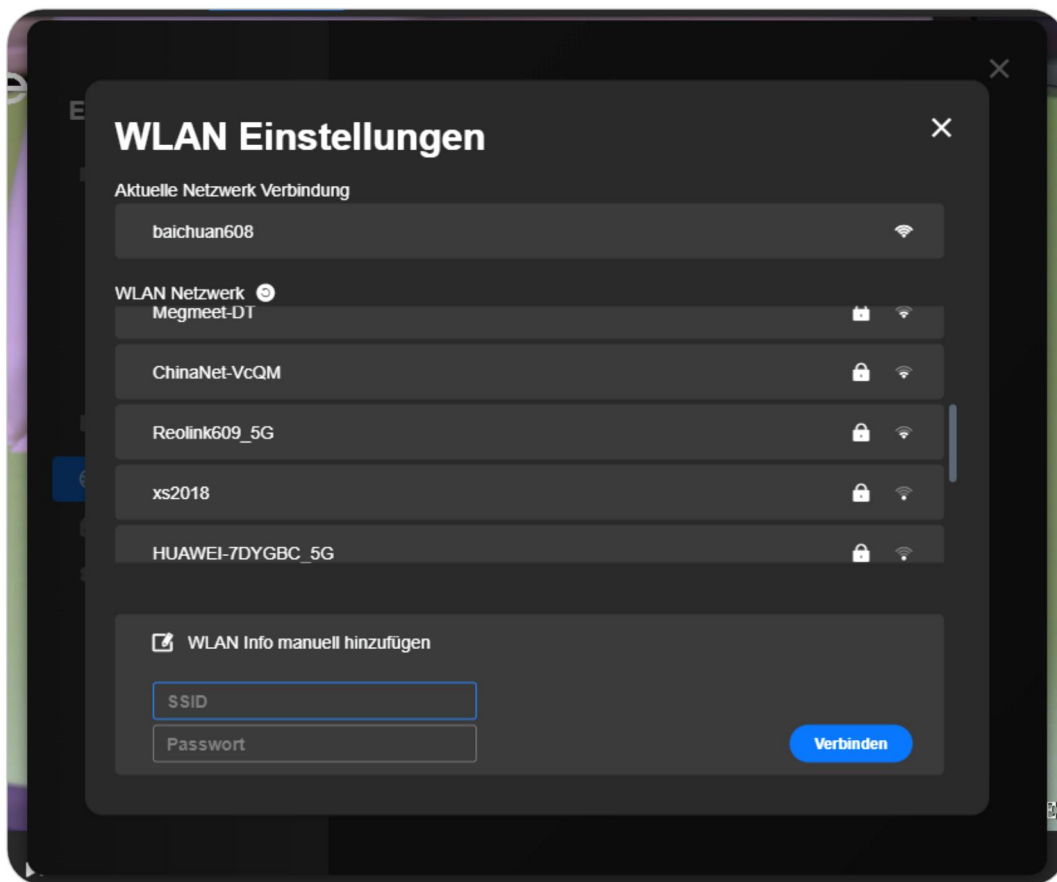 WLAN Einstellungen
Aktuelle Netzwerk Verbindung
baichuan608
WLAN Netzwerk
Megmeet-DT
ChinaNet-VcQM
Reolink609_5G
xs2018
HUAWEI-7DYGBC_5G
WLAN Info manuell hinzufügen
SSID
Passwort
Verbinden